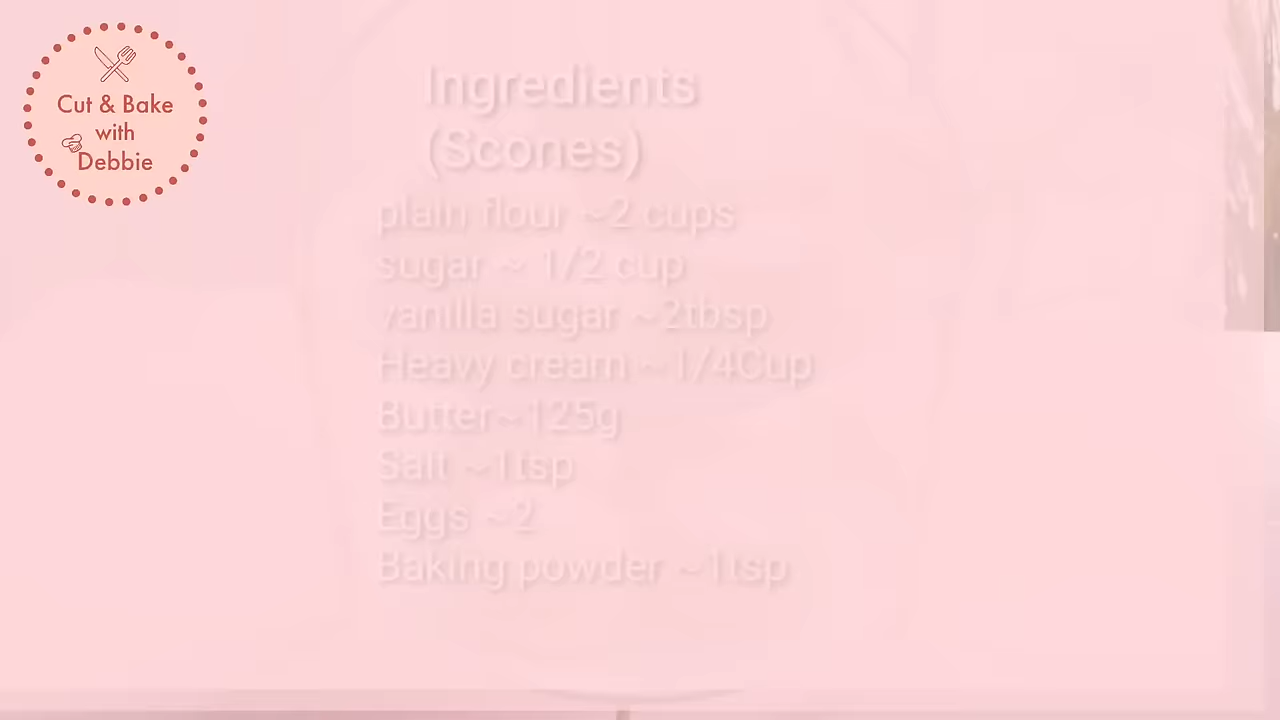 Cut & Bake
with
Debbie
Ingredients
(Scones)
plain flour ~2 cups
sugar ~ 1/2 cup
vanilla sugar ~2tbsp
Heavy cream ~1/4Cup
Butter~125g
Salt ~1tsp
Eggs ~2
Baking powder ~1tsp